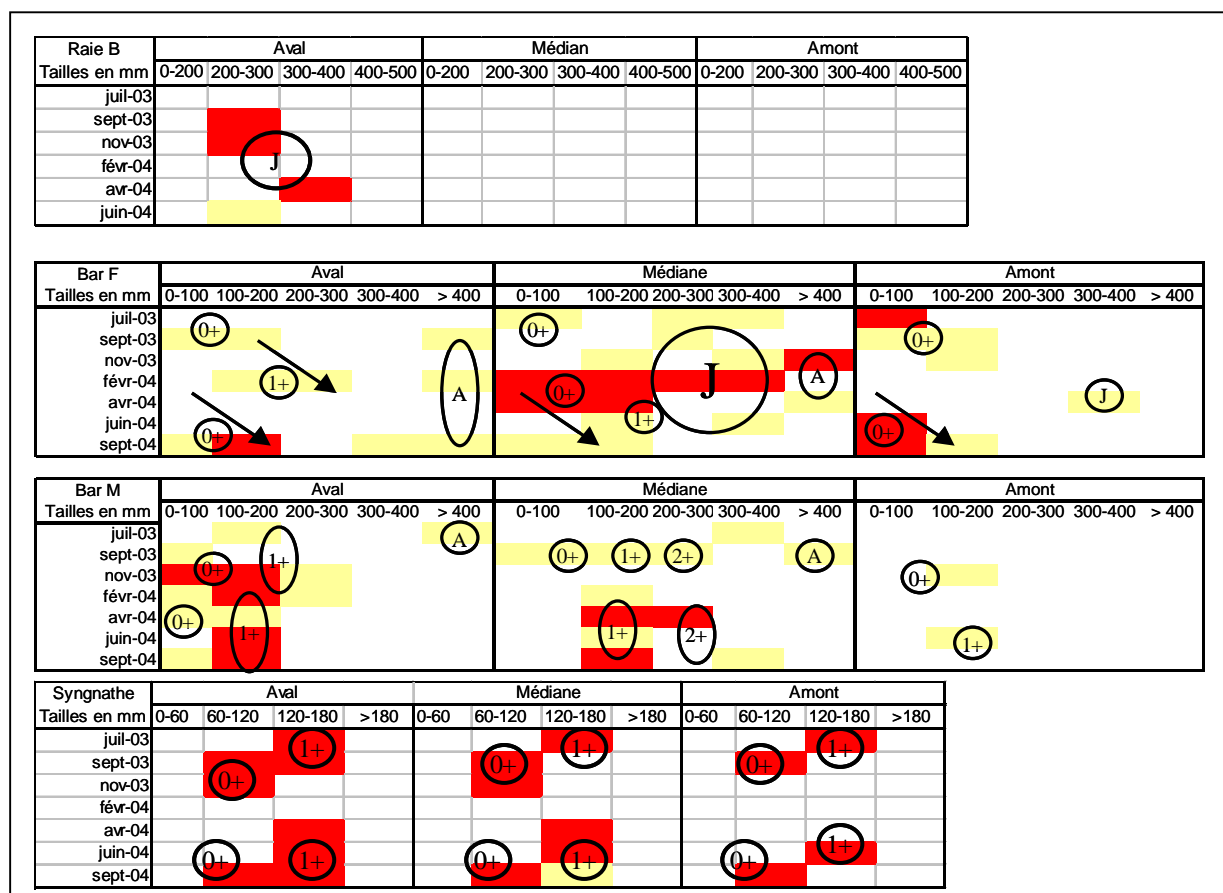 Raie B Aval Médian Amont
Tailles en mm 0-200 200-300 300-400 400-500 0-200 200-300 300-400 400-500 0-200 200-300 300-400 400-500
juil-03
sept-03
nov-03
févr-04 J
avr-04
juin-04
Bar F Aval Médiane Amont
Tailles en mm 0-100 100-200 200-300 300-400 > 400 0-100 100-200 200-300 300-400 > 400 0-100 100-200 200-300 300-400 > 400
juil-03
sept-03 0+ 0+ 0+
nov-03
févr-04 1+ J A
avr-04 A 0+ J
juin-04 1+
sept-04 0+ 0+
Bar M Aval Médiane Amont
Tailles en mm 0-100 100-200 200-300 300-400 > 400 0-100 100-200 200-300 300-400 > 400 0-100 100-200 200-300 300-400 > 400
juil-03 A
sept-03 1+ 0+ 1+ 2+ A
nov-03 0+ 0+
févr-04
avr-04 0+
juin-04 1+ 1+ 2+ 1+
sept-04
Syngnathe Aval Médiane Amont
Tailles en mm 0-60 60-120 120-180 >180 0-60 60-120 120-180 >180 0-60 60-120 120-180 >180
juil-03 1+ 1+ 1+
sept-03 0+ 0+
nov-03 0+
févr-04
avr-04 1+
juin-04 0+ 1+ 0+ 1+ 0+
sept-04